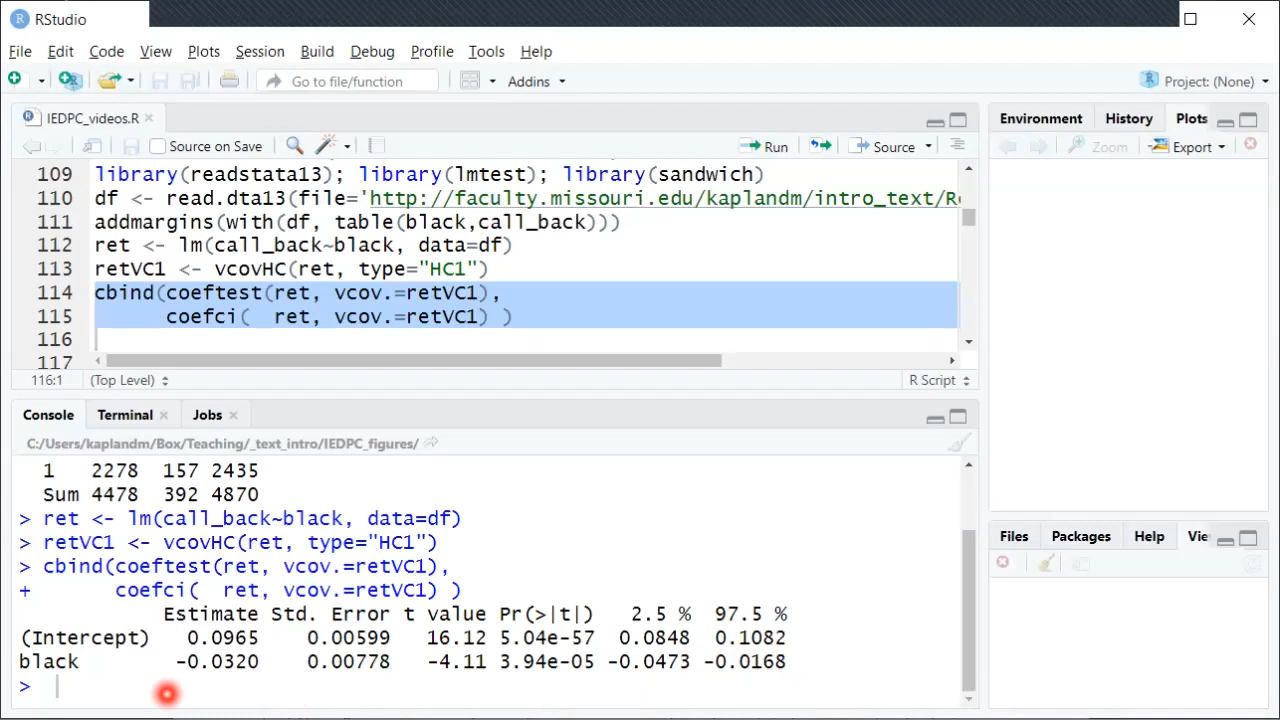 RStudio
File Edit Code View Plots Session Build Debug Profile Tools Help
Go to file/function Addins Project: (None)
IEDPC_videos.R
Source on Save Run Source
109 library(readstata13); library(lmtest); library(sandwich)
110 df <- read.dta13(file='http://faculty.missouri.edu/kaplandm/intro_text/R
111 addmargins(with(df, table(black,call_back)))
112 ret <- lm(call_back~black, data=df)
113 retVC1 <- vcovHC(ret, type="HC1")
114 cbind(coeftest(ret, vcov.=retVC1),
115 coefci( ret, vcov.=retVC1) )
116
117
116:1 (Top Level) R Script
Console Terminal Jobs
C:/Users/kaplandm/Box/Teaching/_text_intro/IEDPC_figures/
1 2278 157 2435
Sum 4478 392 4870
> ret <- lm(call_back~black, data=df)
> retVC1 <- vcovHC(ret, type="HC1")
> cbind(coeftest(ret, vcov.=retVC1),
+ coefci( ret, vcov.=retVC1) )
Estimate Std. Error t value Pr(>|t|) 2.5 % 97.5 %
(Intercept) 0.0965 0.00599 16.12 5.04e-57 0.0848 0.1082
black -0.0320 0.00778 -4.11 3.94e-05 -0.0473 -0.0168
>
Environment History Plots
Zoom Export
Files Packages Help Vie